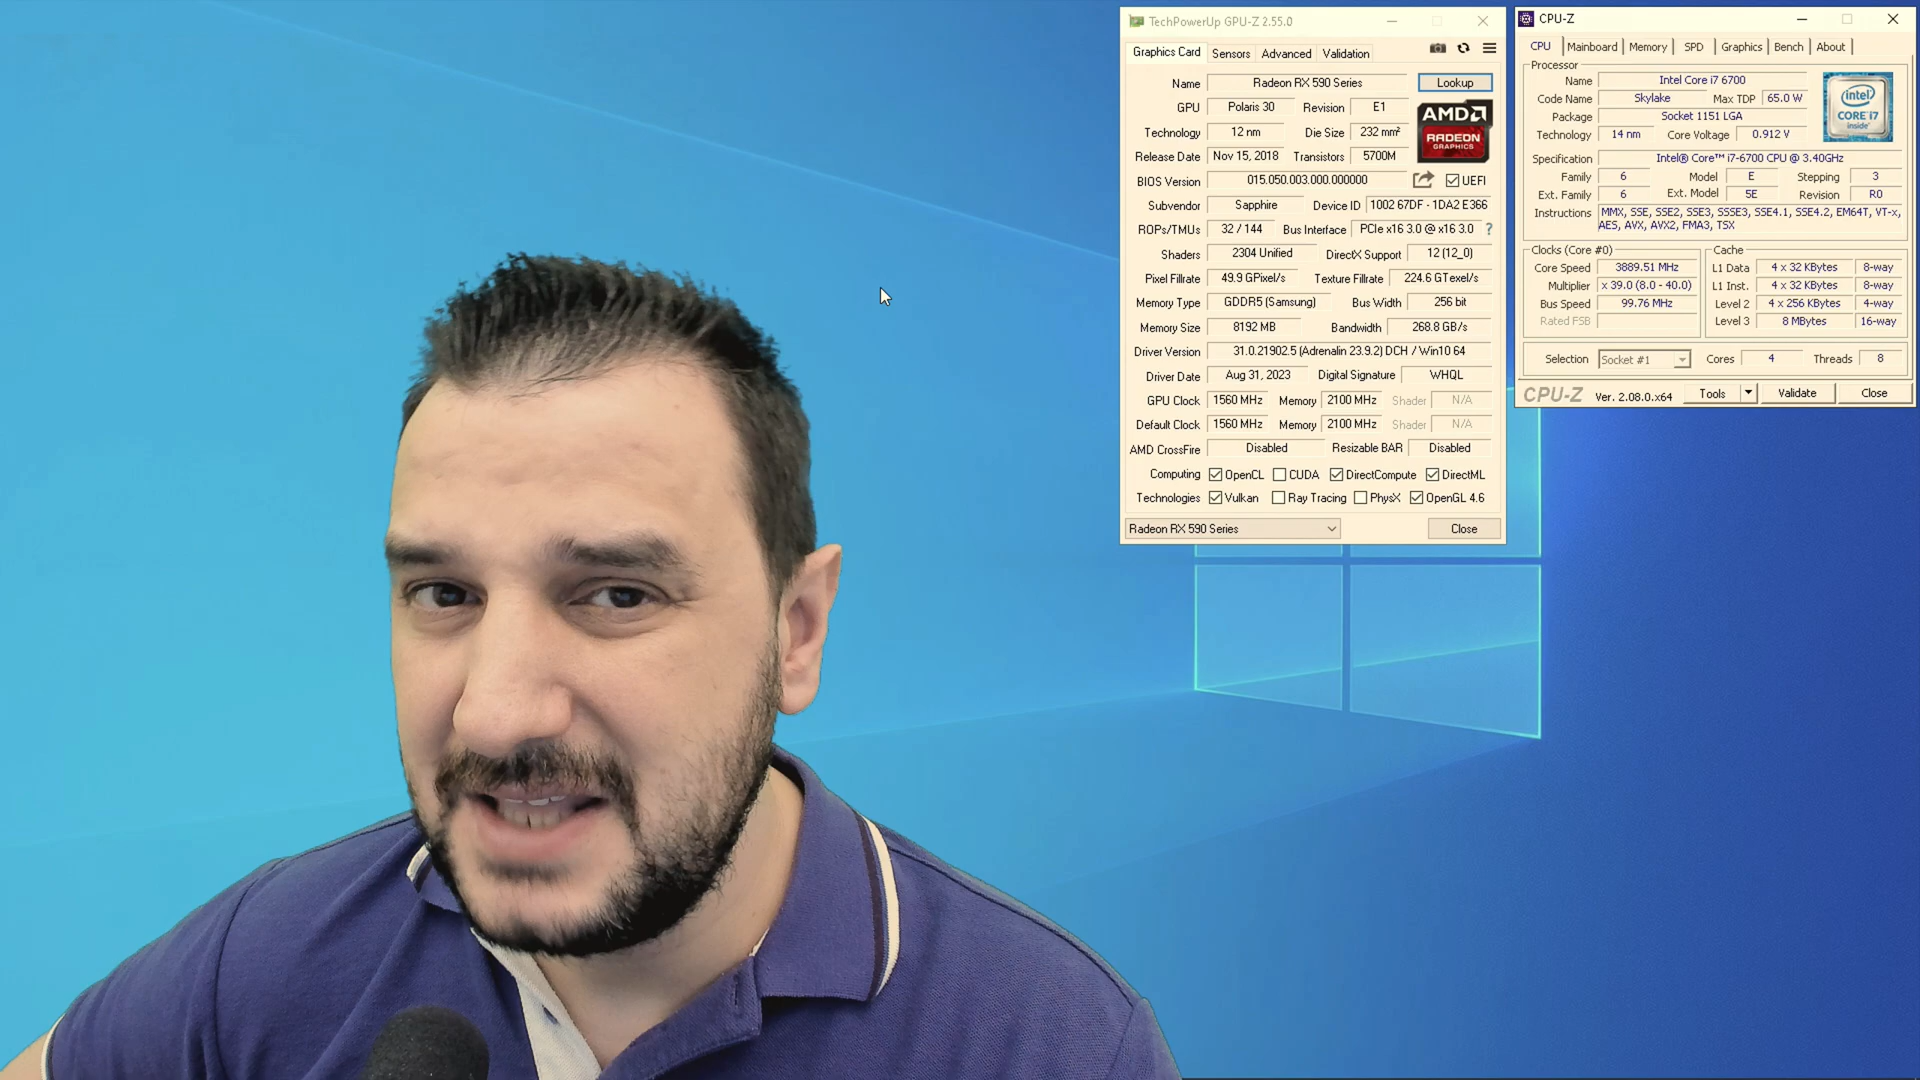 TechPowerUp GPU-Z 2.55.0
Graphics Card Sensors Advanced Validation
Name Radeon RX 590 Series Lookup
GPU Polaris 30 Revision E1
AMD
RADEON
GRAPHICS
Technology 12 nm Die Size 232 mm²
Release Date Nov 15, 2018 Transistors 5700M
BIOS Version 015.050.003.000.000000 UEFI
Subvendor Sapphire Device ID 1002 67DF - 1DA2 E366
ROPs/TMUs 32 / 144 Bus Interface PCIe x16 3.0 @ x16 3.0 ?
Shaders 2304 Unified DirectX Support 12 (12_0)
Pixel Fillrate 49.9 GPixel/s Texture Fillrate 224.6 GTexel/s
Memory Type GDDR5 (Samsung) Bus Width 256 bit
Memory Size 8192 MB Bandwidth 268.8 GB/s
Driver Version 31.0.21902.5 (Adrenalin 23.9.2) DCH / Win10 64
Driver Date Aug 31, 2023 Digital Signature WHQL
GPU Clock 1560 MHz Memory 2100 MHz Shader N/A
Default Clock 1560 MHz Memory 2100 MHz Shader N/A
AMD CrossFire Disabled Resizable BAR Disabled
Computing OpenCL CUDA DirectCompute DirectML
Technologies Vulkan Ray Tracing PhysX OpenGL 4.6
Radeon RX 590 Series Close
CPU-Z
CPU Mainboard Memory SPD Graphics Bench About
Processor
Name Intel Core i7 6700
Code Name Skylake Max TDP 65.0 W
Package Socket 1151 LGA
Technology 14 nm Core Voltage 0.912 V
intel
CORE i7
inside
Specification Intel® Core™ i7-6700 CPU @ 3.40GHz
Family 6 Model E Stepping 3
Ext. Family 6 Ext. Model 5E Revision R0
Instructions MMX, SSE, SSE2, SSE3, SSSE3, SSE4.1, SSE4.2, EM64T, VT-x,
AES, AVX, AVX2, FMA3, TSX
Clocks (Core #0)
Core Speed 3889.51 MHz
Multiplier x 39.0 (8.0 - 40.0)
Bus Speed 99.76 MHz
Rated FSB
Cache
L1 Data 4 x 32 KBytes 8-way
L1 Inst. 4 x 32 KBytes 8-way
Level 2 4 x 256 KBytes 4-way
Level 3 8 MBytes 16-way
Selection Socket #1 Cores 4 Threads 8
CPU-Z Ver. 2.08.0.x64 Tools Validate Close